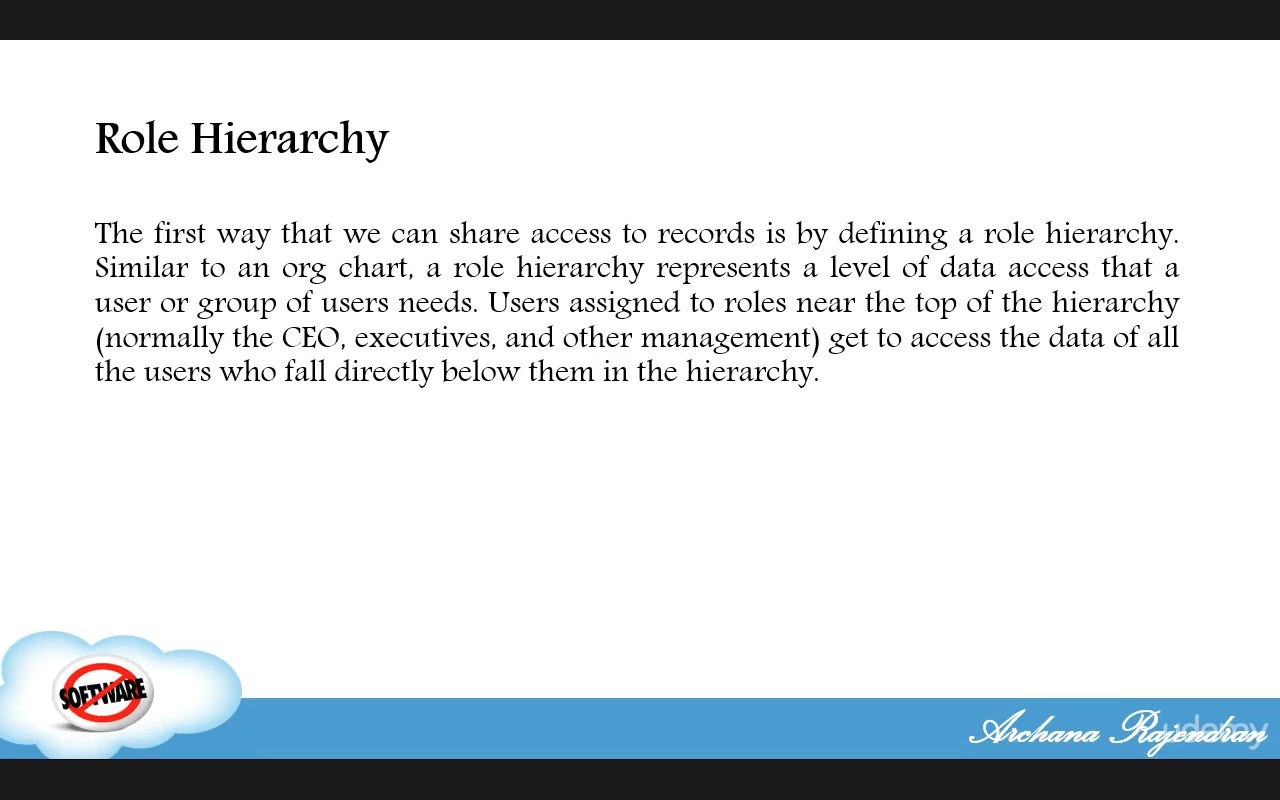 Role Hierarchy
The first way that we can share access to records is by defining a role hierarchy.
Similar to an org chart, a role hierarchy represents a level of data access that a
user or group of users needs. Users assigned to roles near the top of the hierarchy
(normally the CEO, executives, and other management) get to access the data of all
the users who fall directly below them in the hierarchy.
SOFTWARE
Archana Rajendran
udemy